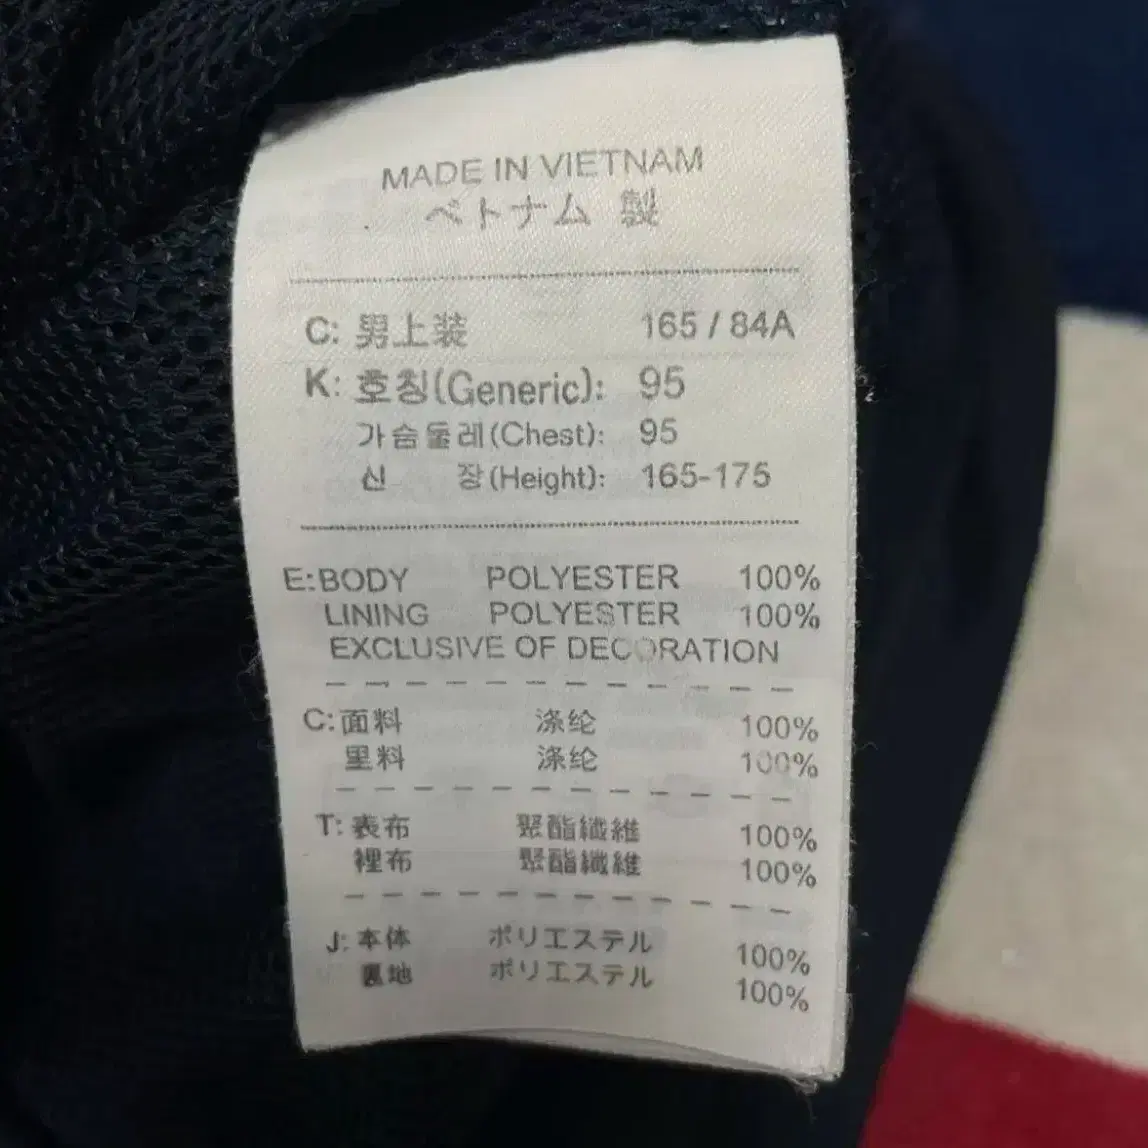 MADE IN VIETNAM
ベトナム 製
C: 男上装 165 / 84A
K: 호칭(Generic): 95
가슴둘레(Chest): 95
신 장(Height): 165-175
E:BODY POLYESTER 100%
LINING POLYESTER 100%
EXCLUSIVE OF DECORATION
C:面料 涤纶 100%
里料 涤纶 100%
T: 表布 聚酯纖維 100%
裡布 聚酯纖維 100%
J: 本体 ポリエステル 100%
裏地 ポリエステル 100%